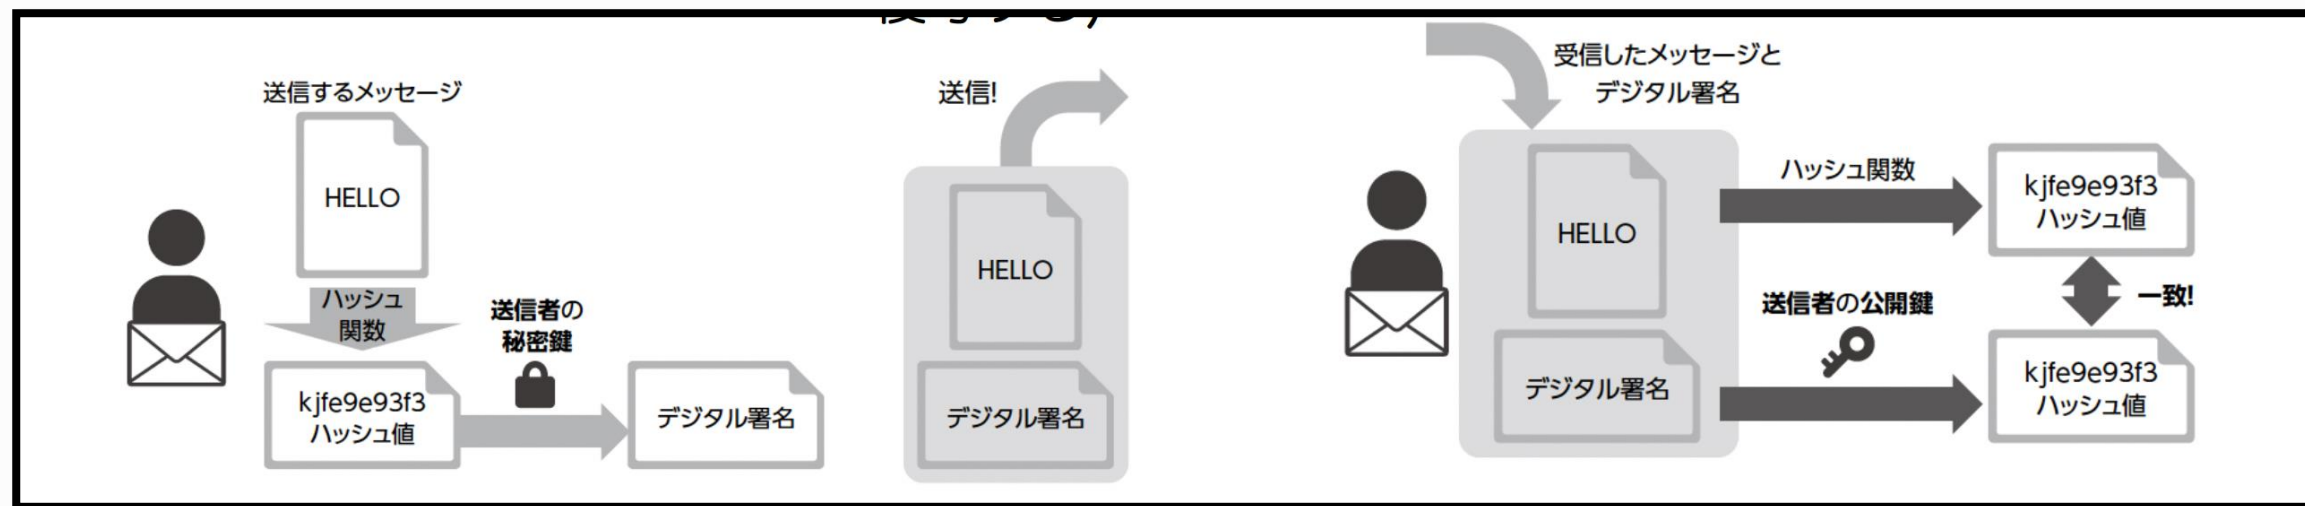 送信するメッセージ
HELLO
ハッシュ
関数
kjfe9e93f3
ハッシュ値
送信者の
秘密鍵
デジタル署名
送信!
HELLO
デジタル署名
受信したメッセージと
デジタル署名
HELLO
デジタル署名
ハッシュ関数
kjfe9e93f3
ハッシュ値
送信者の公開鍵
一致!
kjfe9e93f3
ハッシュ値